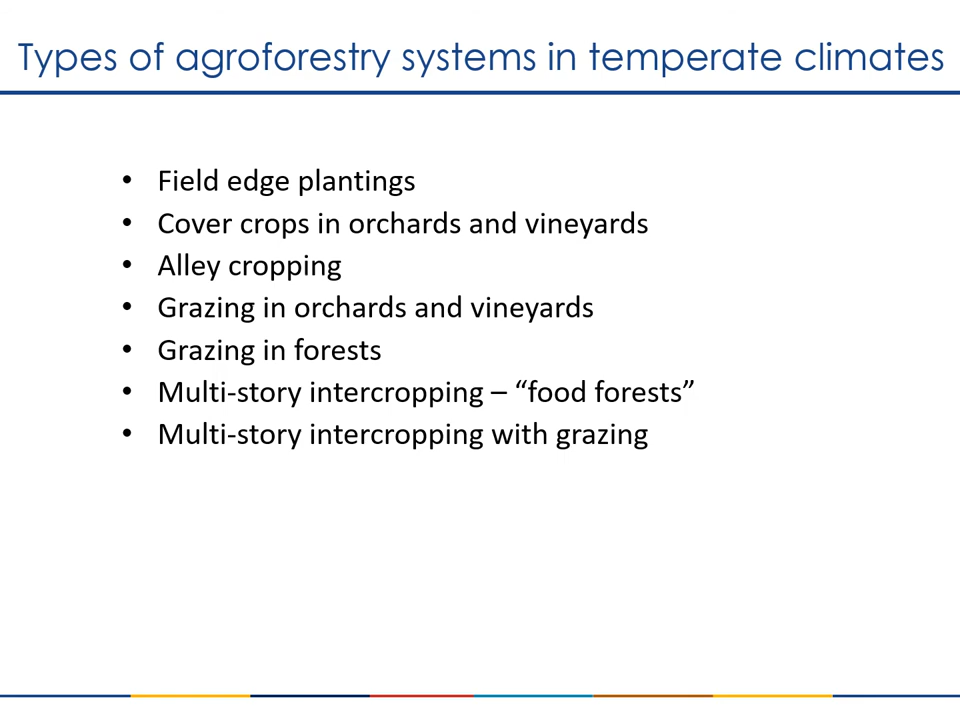 Types of agroforestry systems in temperate climates
• Field edge plantings
• Cover crops in orchards and vineyards
• Alley cropping
• Grazing in orchards and vineyards
• Grazing in forests
• Multi-story intercropping – “food forests”
• Multi-story intercropping with grazing